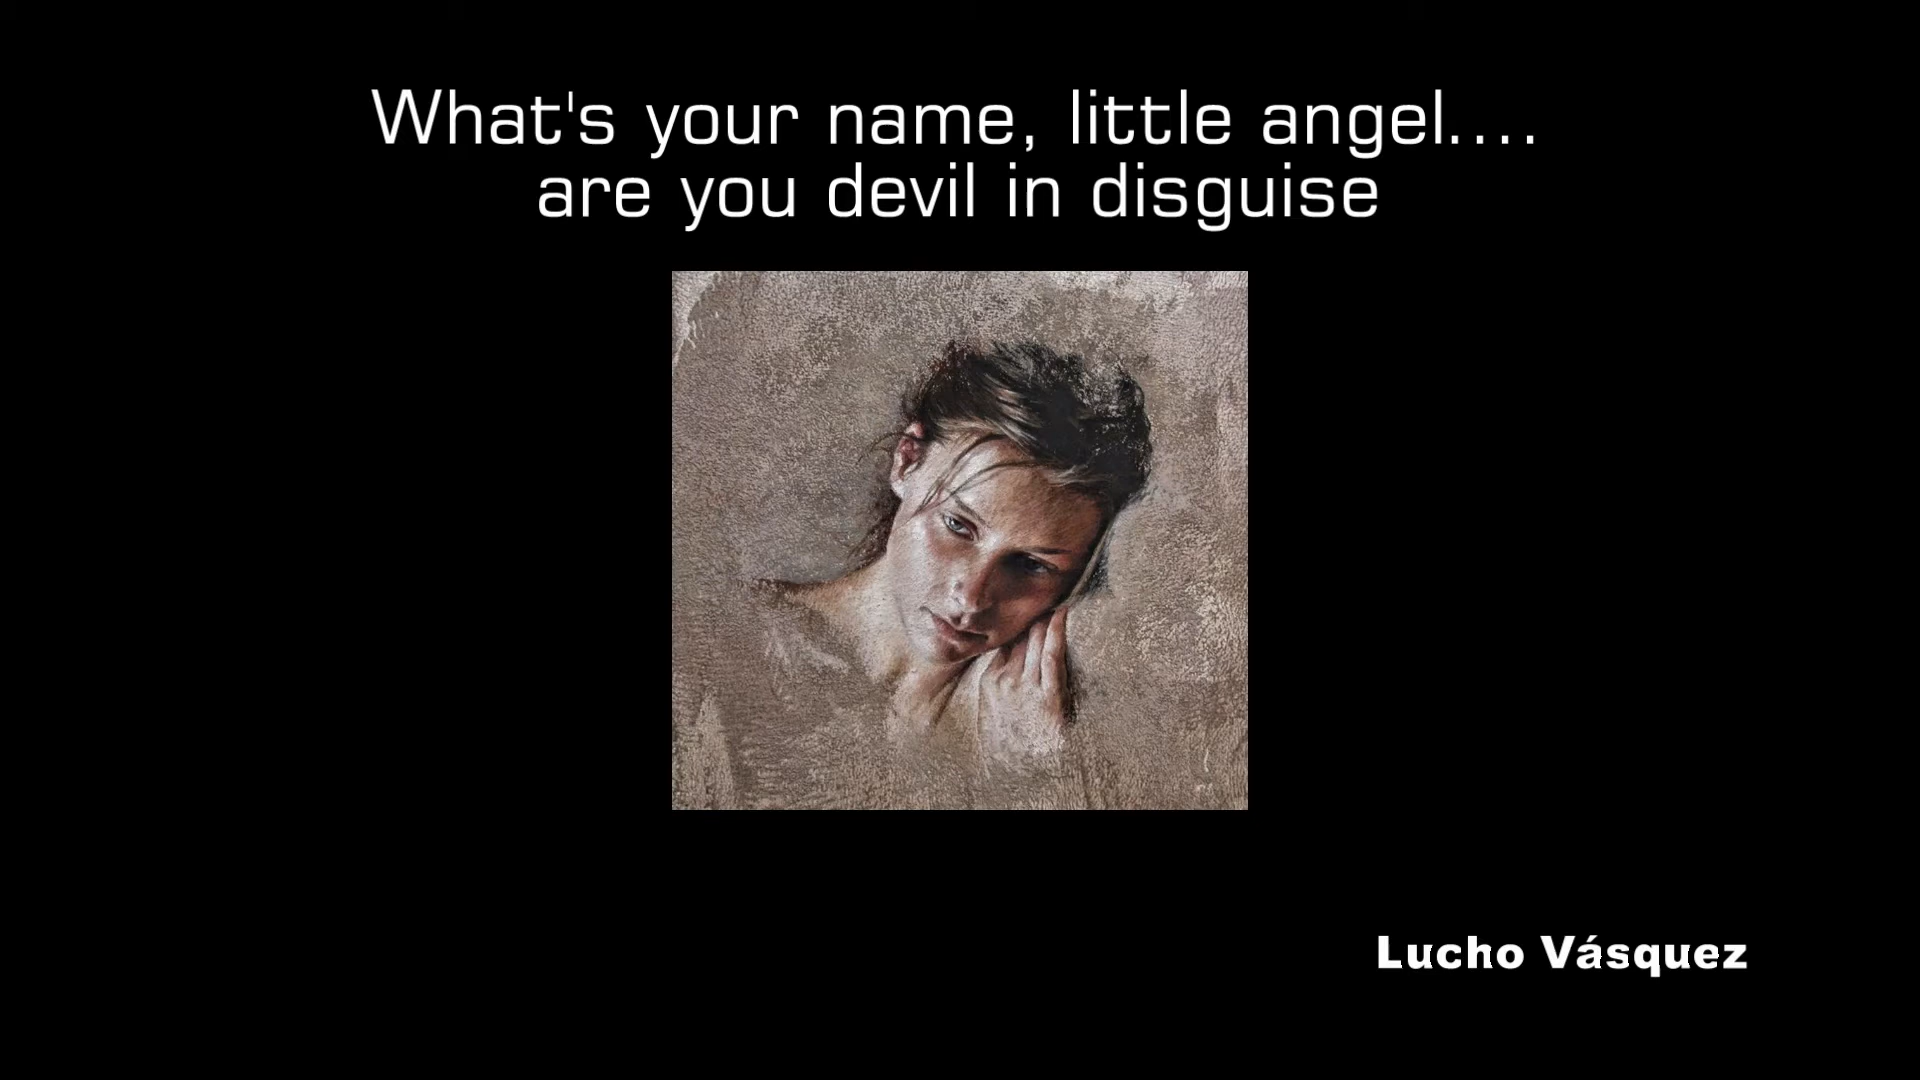 What's your name, little angel....
are you devil in disguise
Lucho Vásquez